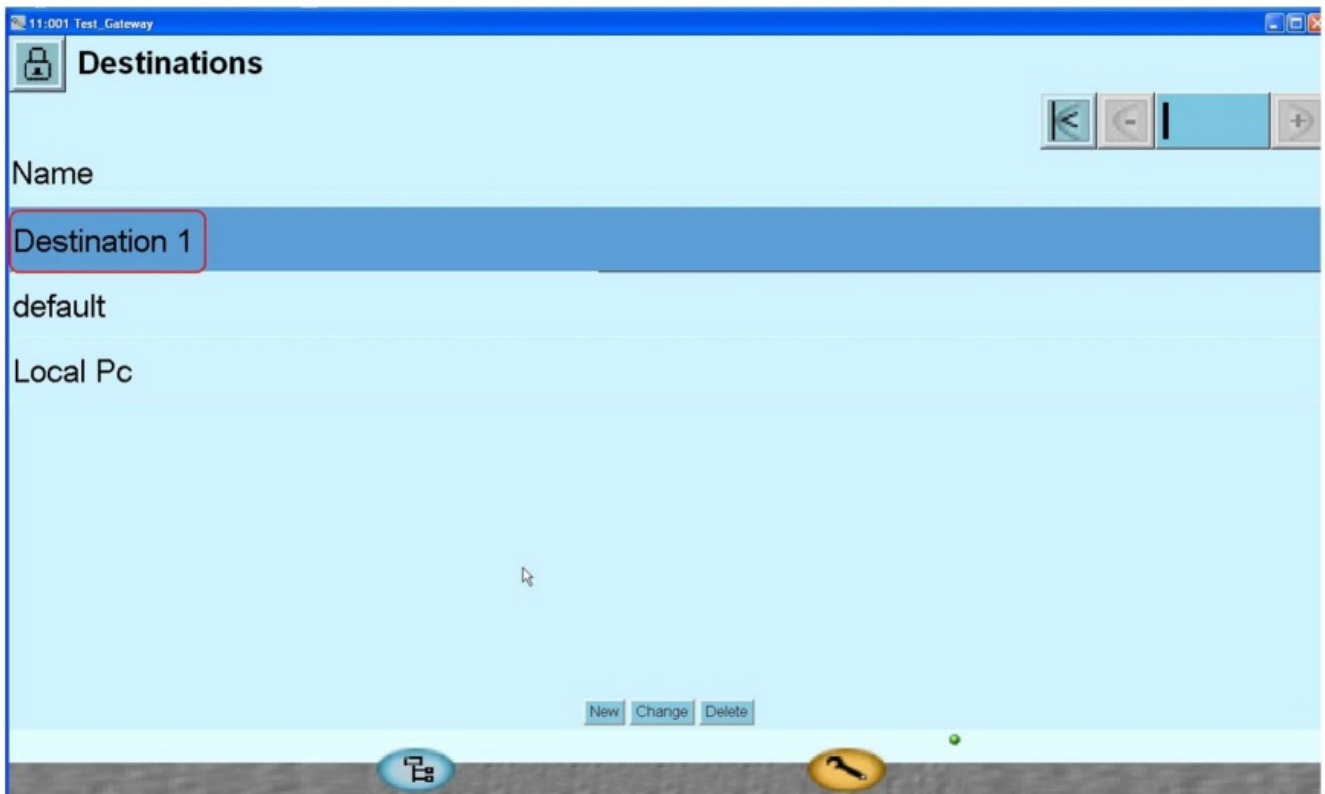 11:001 Test_Gateway
Destinations
Name
Destination 1
default
Local Pc
New Change Delete